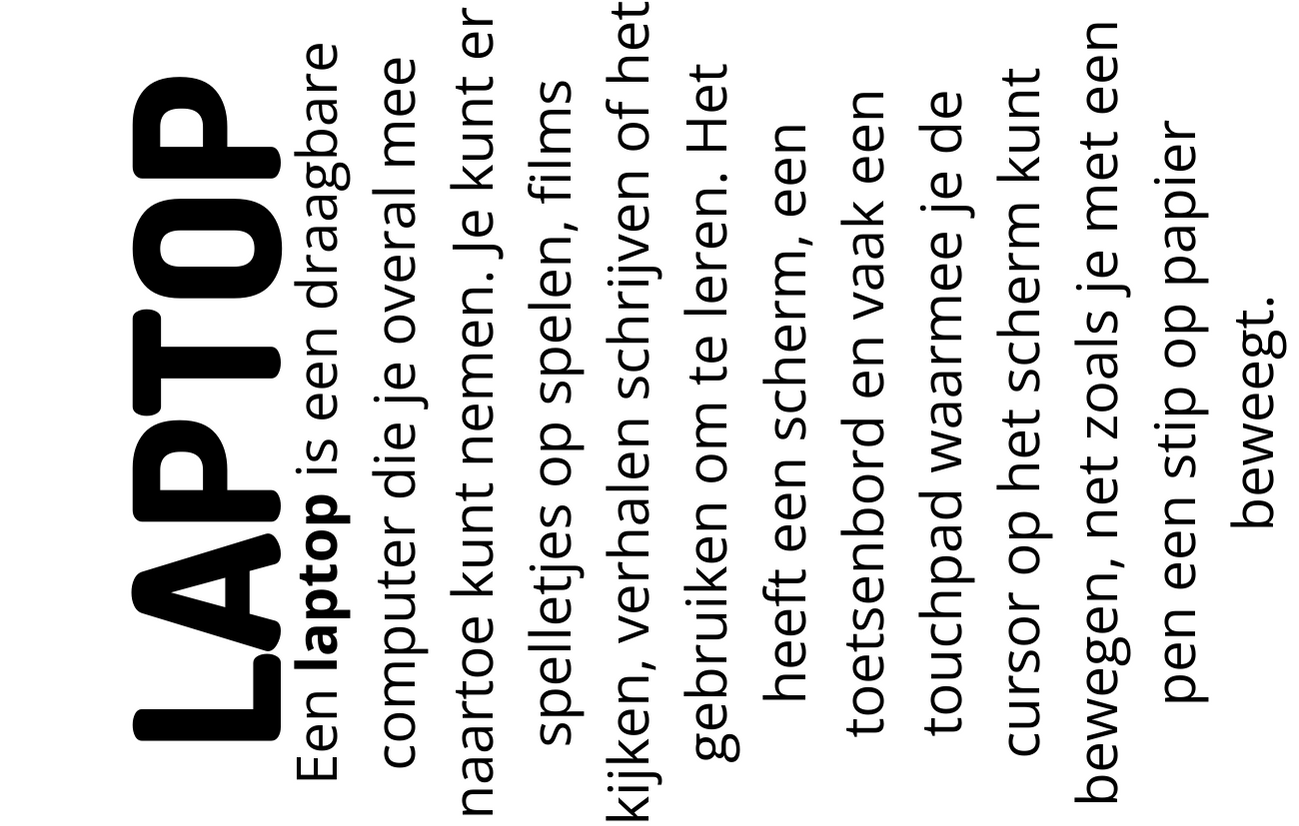 LAPTOP
Een laptop is een draagbare
computer die je overal mee
naartoe kunt nemen. Je kunt er
spelletjes op spelen, films
kijken, verhalen schrijven of het
gebruiken om te leren. Het
heeft een scherm, een
toetsenbord en vaak een
touchpad waarmee je de
cursor op het scherm kunt
bewegen, net zoals je met een
pen een stip op papier
beweegt.